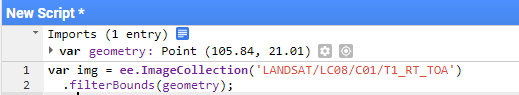 New Script *
Imports (1 entry)
var geometry: Point (105.84, 21.01)
1 var img = ee.ImageCollection('LANDSAT/LC08/C01/T1_RT_TOA')
2 .filterBounds(geometry);